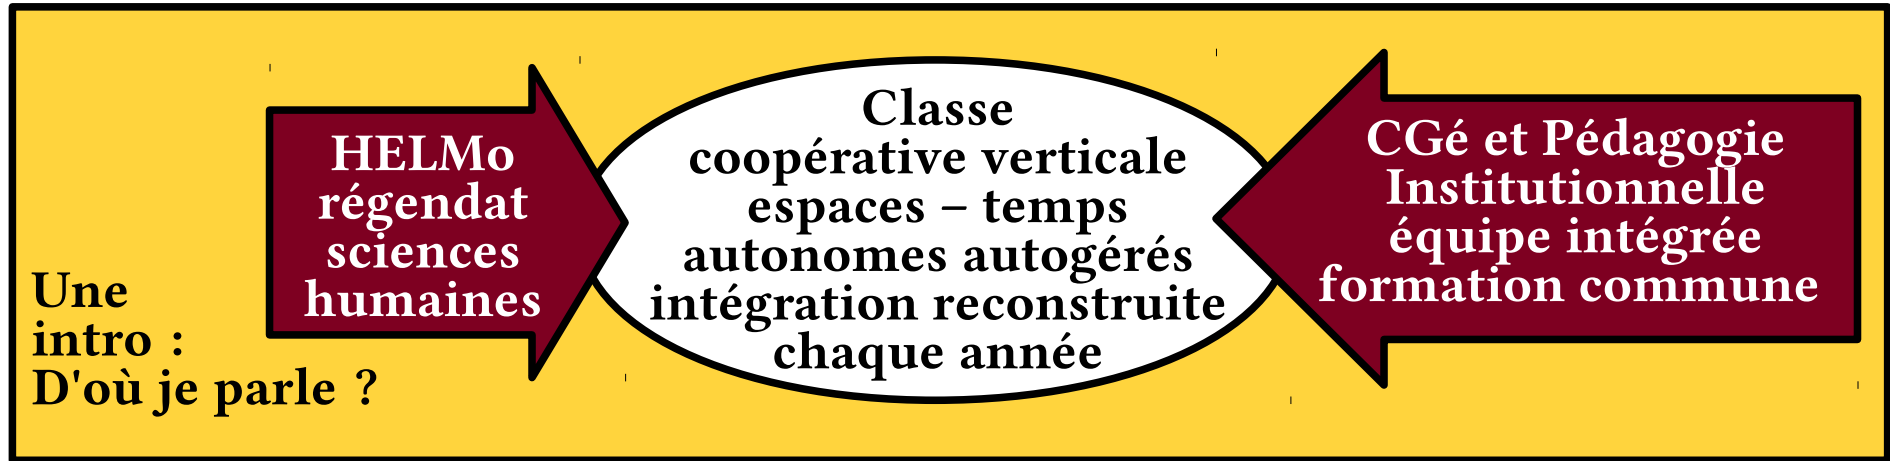 Une
intro :
D'où je parle ?
HELMo
régendat
sciences
humaines
Classe
coopérative verticale
espaces – temps
autonomes autogérés
intégration reconstruite
chaque année
CGé et Pédagogie
Institutionnelle
équipe intégrée
formation commune